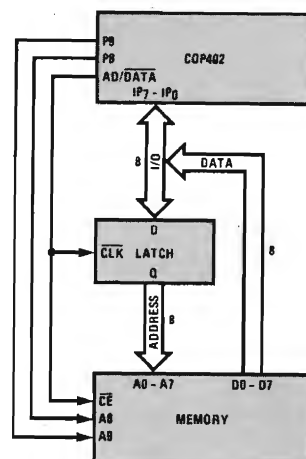 P9
P8
COP402
AD/DATA
IP7 - IP0
8
I/O
DATA
8
D
CLK LATCH
Q
ADDRESS
8
A0 - A7
D0 - D7
CE
A8
MEMORY
A9